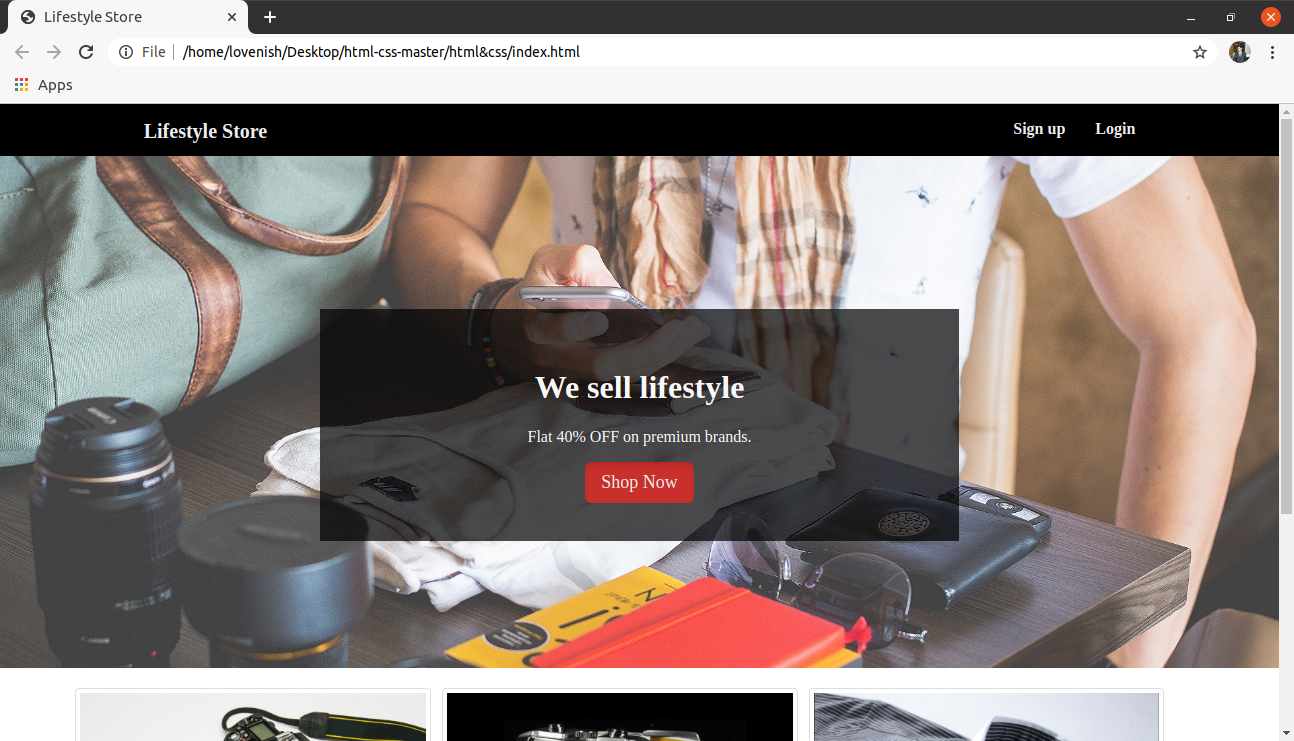 Lifestyle Store
File
/home/lovenish/Desktop/html-css-master/html&css/index.html
Apps
Lifestyle Store
Sign up
Login
We sell lifestyle
Flat 40% OFF on premium brands.
Shop Now